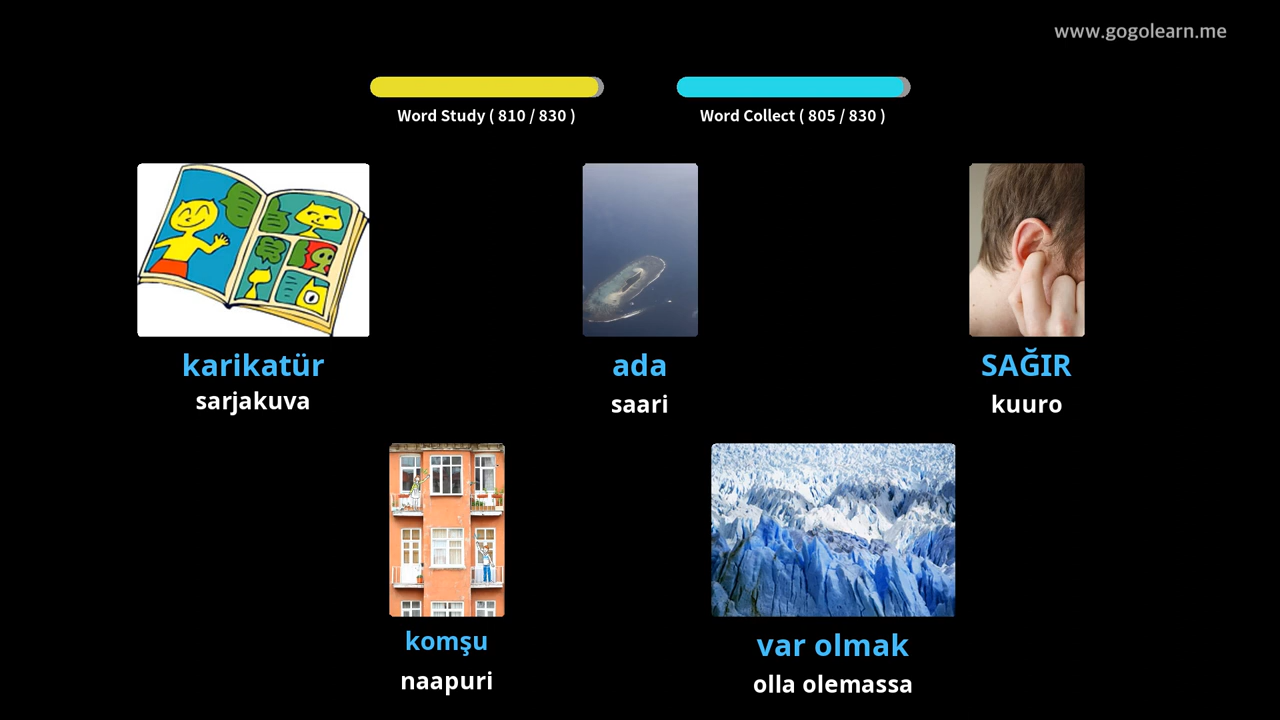 www.gogolearn.me
Word Study ( 810 / 830 )
Word Collect ( 805 / 830 )
karikatür
sarjakuva
ada
saari
SAĞIR
kuuro
komşu
naapuri
var olmak
olla olemassa